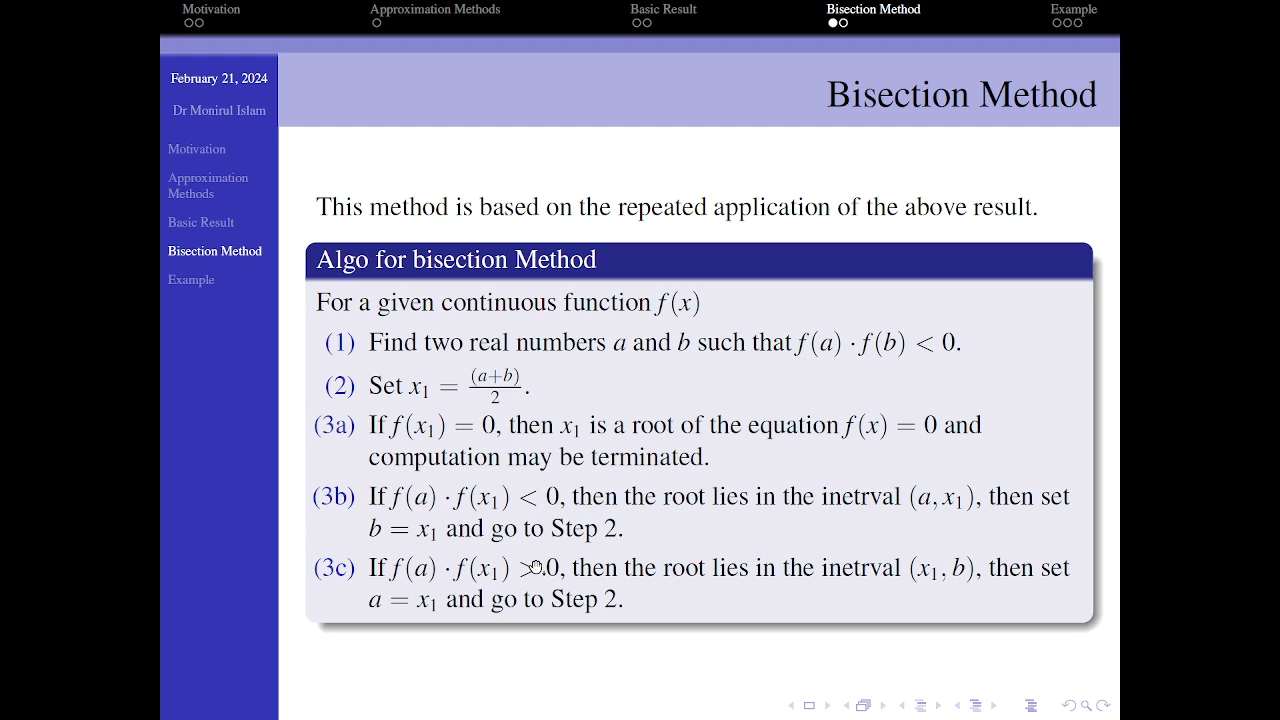 Motivation
Approximation Methods
Basic Result
Bisection Method
Example
February 21, 2024
Dr Monirul Islam
Motivation
Approximation
Methods
Basic Result
Bisection Method
Example
Bisection Method
This method is based on the repeated application of the above result.
Algo for bisection Method
For a given continuous function f(x)
(1) Find two real numbers a and b such that f(a) · f(b) < 0.
(2) Set x₁ = (a+b)/2.
(3a) If f(x₁) = 0, then x₁ is a root of the equation f(x) = 0 and
computation may be terminated.
(3b) If f(a) · f(x₁) < 0, then the root lies in the inetrval (a, x₁), then set
b = x₁ and go to Step 2.
(3c) If f(a) · f(x₁) > 0, then the root lies in the inetrval (x₁, b), then set
a = x₁ and go to Step 2.